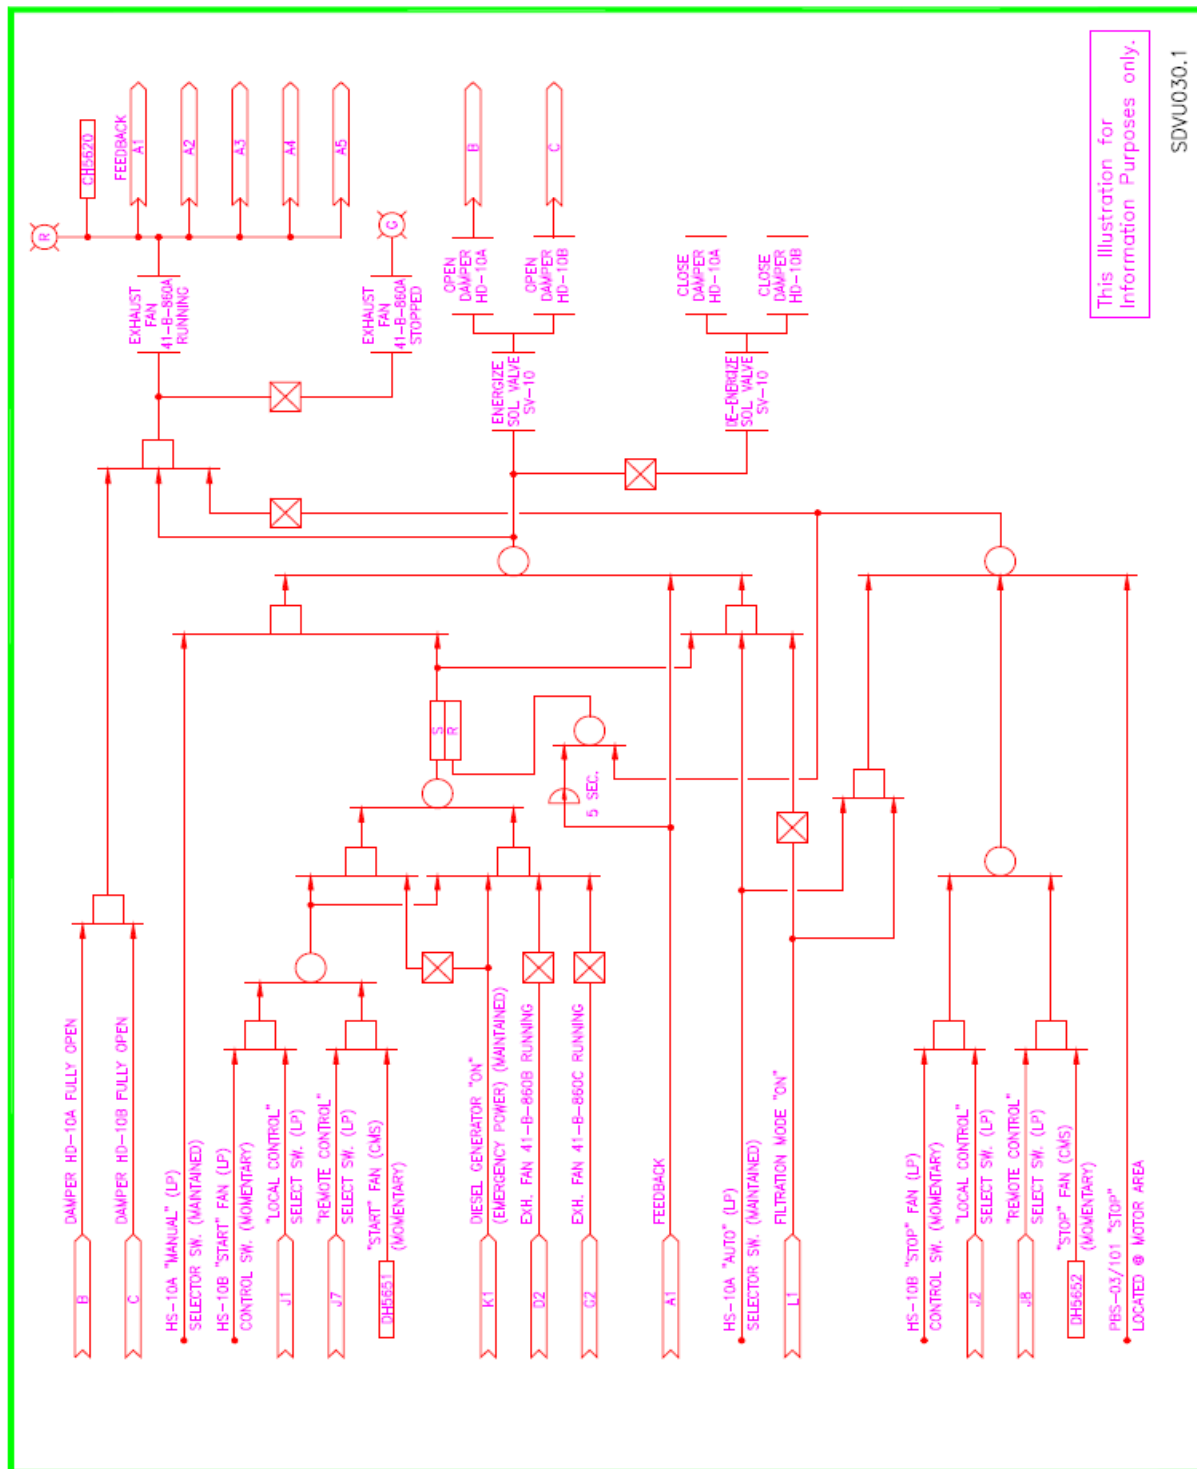 B
DAMPER HD-10A FULLY OPEN
C
DAMPER HD-10B FULLY OPEN
HS-10A "MANUAL" (LP)
SELECTOR SW. (MAINTAINED)
HS-10B "START" FAN (LP)
CONTROL SW. (MOMENTARY)
J1
"LOCAL CONTROL"
SELECT SW. (LP)
J7
"REMOTE CONTROL"
SELECT SW. (LP)
DH5651
"START" FAN (CMS)
(MOMENTARY)
K1
DIESEL GENERATOR "ON"
(EMERGENCY POWER) (MAINTAINED)
D2
EXH. FAN 41-B-860B RUNNING
G2
EXH. FAN 41-B-860C RUNNING
A1
FEEDBACK
HS-10A "AUTO" (LP)
SELECTOR SW. (MAINTAINED)
L1
FILTRATION MODE "ON"
HS-10B "STOP" FAN (LP)
CONTROL SW. (MOMENTARY)
J2
"LOCAL CONTROL"
SELECT SW. (LP)
J8
"REMOTE CONTROL"
SELECT SW. (LP)
DH5652
"STOP" FAN (CMS)
(MOMENTARY)
PBS-03/101 "STOP"
LOCATED @ MOTOR AREA
S
R
5 SEC.
EXHAUST
FAN
41-B-860A
RUNNING
EXHAUST
FAN
41-B-860A
STOPPED
ENERGIZE
SOL VALVE
SV-10
DE-ENERGIZE
SOL VALVE
SV-10
OPEN
DAMPER
HD-10A
OPEN
DAMPER
HD-10B
CLOSE
DAMPER
HD-10A
CLOSE
DAMPER
HD-10B
R
G
CH5620
FEEDBACK
A1
A2
A3
A4
A5
B
C
This Illustration for
Information Purposes only.
SDVU030.1